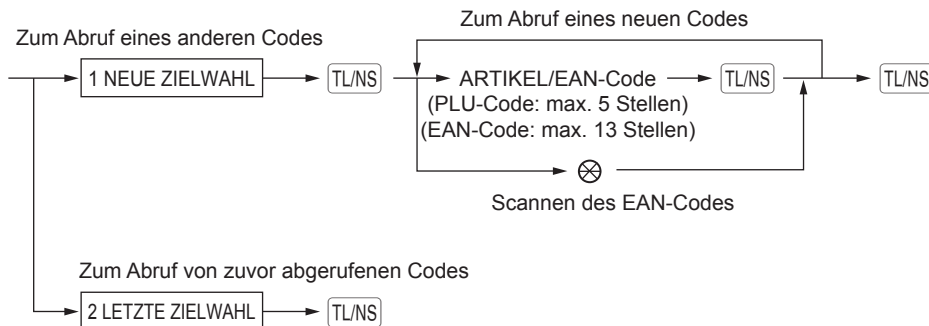 Zum Abruf eines neuen Codes
Zum Abruf eines anderen Codes
1 NEUE ZIELWAHL TL/NS ARTIKEL/EAN-Code TL/NS TL/NS
(PLU-Code: max. 5 Stellen)
(EAN-Code: max. 13 Stellen)
Scannen des EAN-Codes
Zum Abruf von zuvor abgerufenen Codes
2 LETZTE ZIELWAHL TL/NS